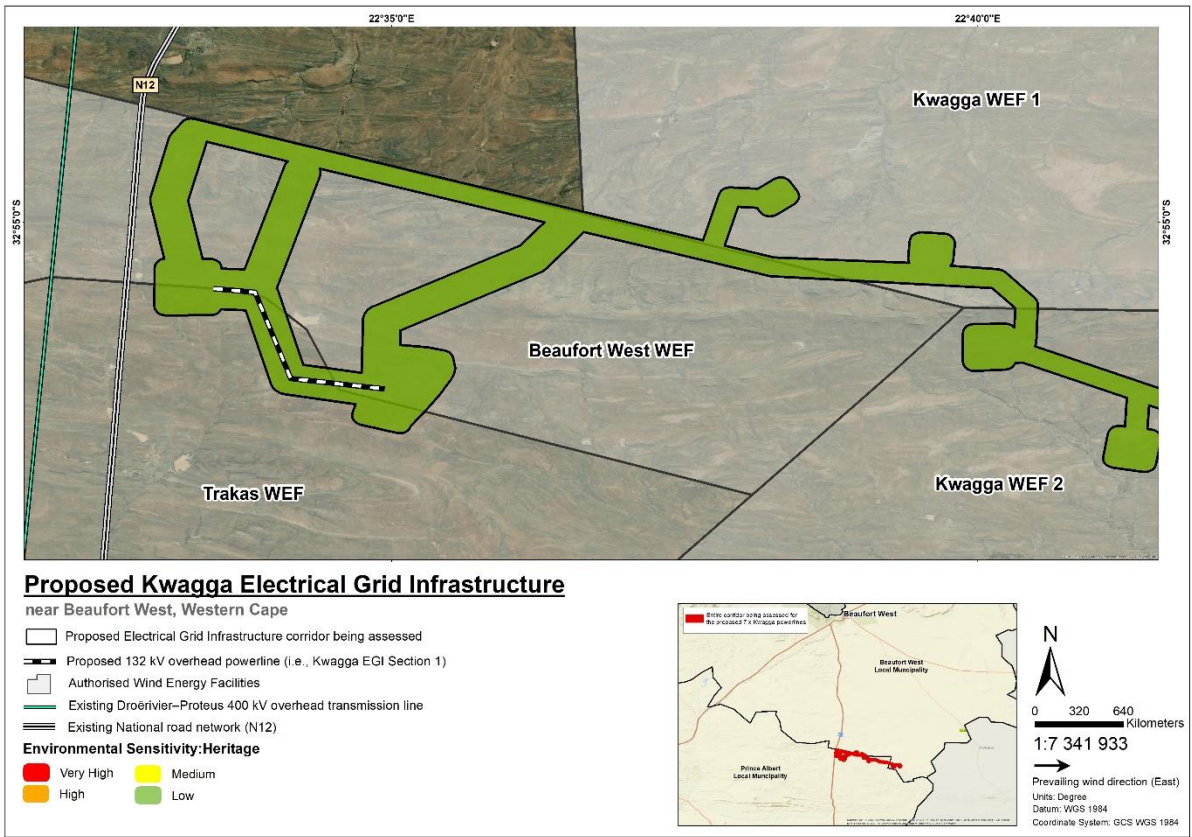 22°35'0"E
22°40'0"E
N12
Kwagga WEF 1
32°55'0"S
32°55'0"S
Beaufort West WEF
Trakas WEF
Kwagga WEF 2
Proposed Kwagga Electrical Grid Infrastructure
near Beaufort West, Western Cape
Proposed Electrical Grid Infrastructure corridor being assessed
Proposed 132 kV overhead powerline (i.e., Kwagga EGI Section 1)
Authorised Wind Energy Facilities
Existing Droërivier–Proteus 400 kV overhead transmission line
Existing National road network (N12)
Environmental Sensitivity:Heritage
Very High
Medium
High
Low
Entire corridor being assessed for
the proposed 7 x Kwagga powerlines
Beaufort West
Beaufort West
Local Municipality
Prince Albert
Local Muncipality
N
0 320 640
Kilometers
1:7 341 933
Prevailing wind direction (East)
Units: Degree
Datum: WGS 1984
Coordinate System: GCS WGS 1984